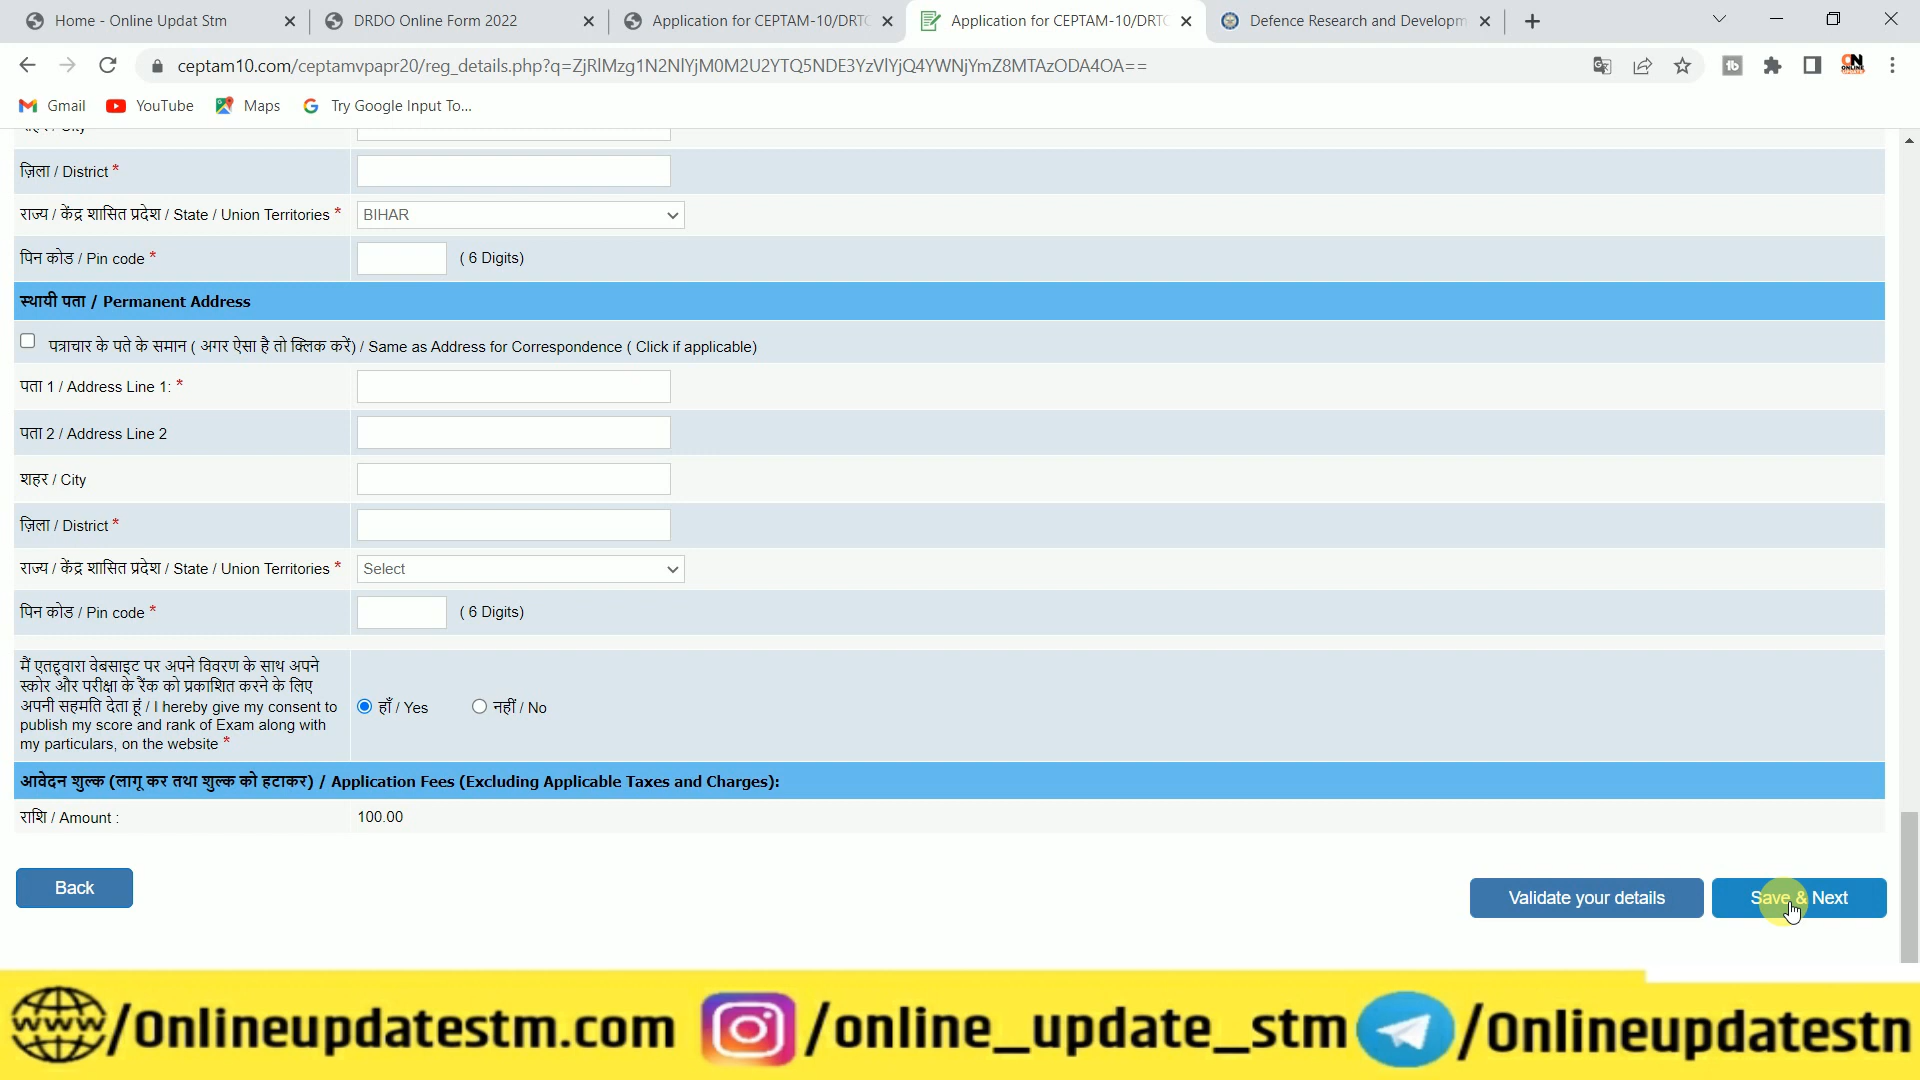 Home - Online Updat Stm
DRDO Online Form 2022
Application for CEPTAM-10/DRTC
Application for CEPTAM-10/DRTC
Defence Research and Developm
ceptam10.com/ceptamvpapr20/reg_details.php?q=ZjRlMzg1N2NlYjM0M2U2YTQ5NDE3YzVlYjQ4YWNjYmZ8MTAzODA4OA==
Gmail
YouTube
Maps
Try Google Input To...
ज़िला / District *
राज्य / केंद्र शासित प्रदेश / State / Union Territories * BIHAR
पिन कोड / Pin code * ( 6 Digits)
स्थायी पता / Permanent Address
पत्राचार के पते के समान ( अगर ऐसा है तो क्लिक करें) / Same as Address for Correspondence ( Click if applicable)
पता 1 / Address Line 1: *
पता 2 / Address Line 2
शहर / City
ज़िला / District *
राज्य / केंद्र शासित प्रदेश / State / Union Territories * Select
पिन कोड / Pin code * ( 6 Digits)
मैं एतद्द्वारा वेबसाइट पर अपने विवरण के साथ अपने
स्कोर और परीक्षा के रैंक को प्रकाशित करने के लिए
अपनी सहमति देता हूं / I hereby give my consent to
publish my score and rank of Exam along with
my particulars, on the website *
हाँ / Yes
नहीं / No
आवेदन शुल्क (लागू कर तथा शुल्क को हटाकर) / Application Fees (Excluding Applicable Taxes and Charges):
राशि / Amount : 100.00
Back
Validate your details
Save & Next
www /Onlineupdatestm.com
/online_update_stm
/Onlineupdatestn